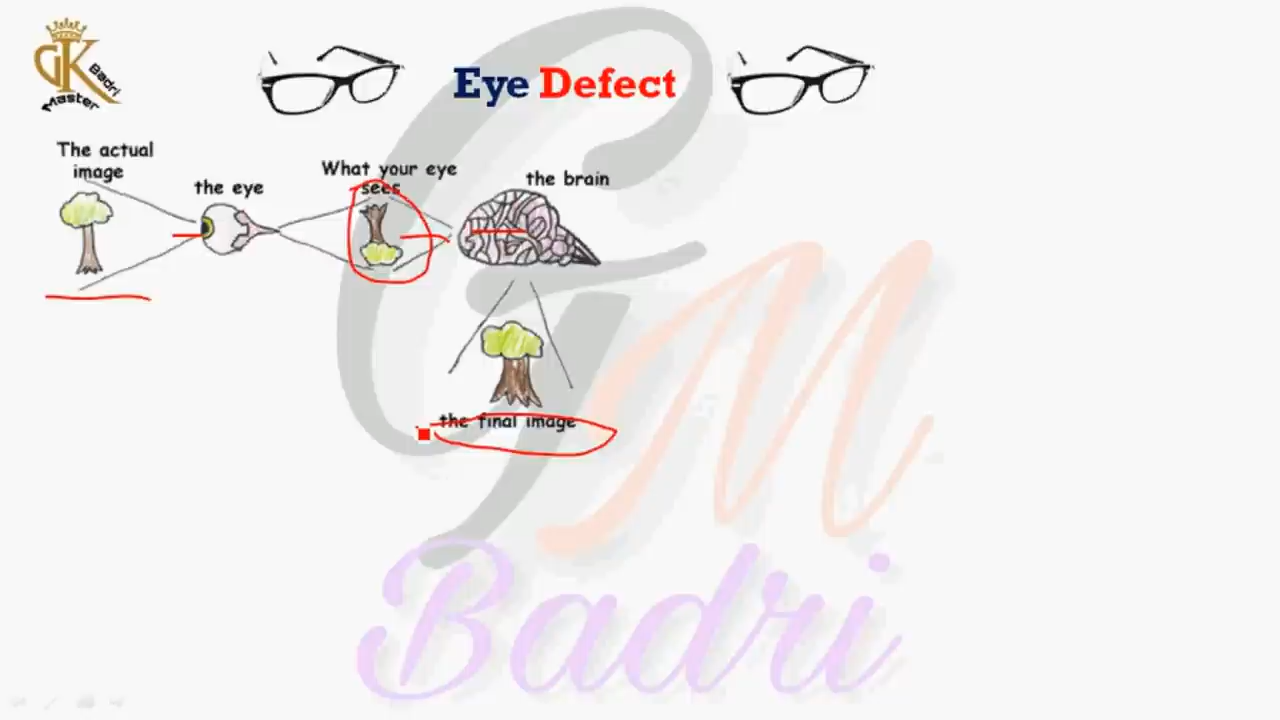 GK
Badri
Master
Eye Defect
The actual
image
the eye
What your eye
sees
the brain
the final image
GM
Badri